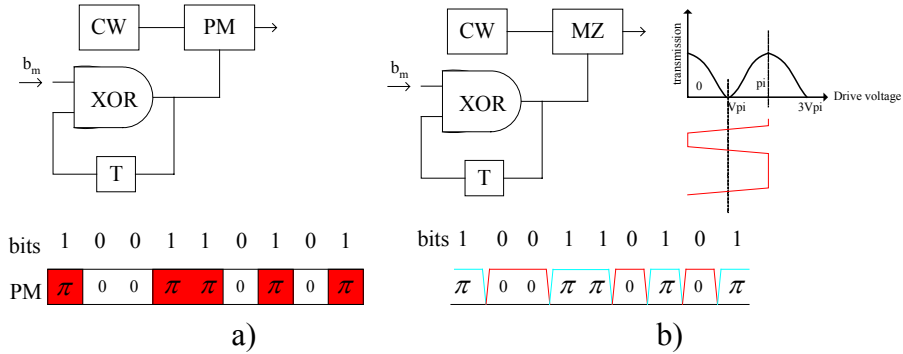 CW PM
b_m
XOR
T
bits 1 0 0 1 1 0 1 0 1
PM π 0 0 π π 0 π 0 π
a)
CW MZ
b_m
XOR
T
transmission
0 pi
Vpi 3Vpi
Drive voltage
bits 1 0 0 1 1 0 1 0 1
π 0 0 π π 0 π 0 π
b)